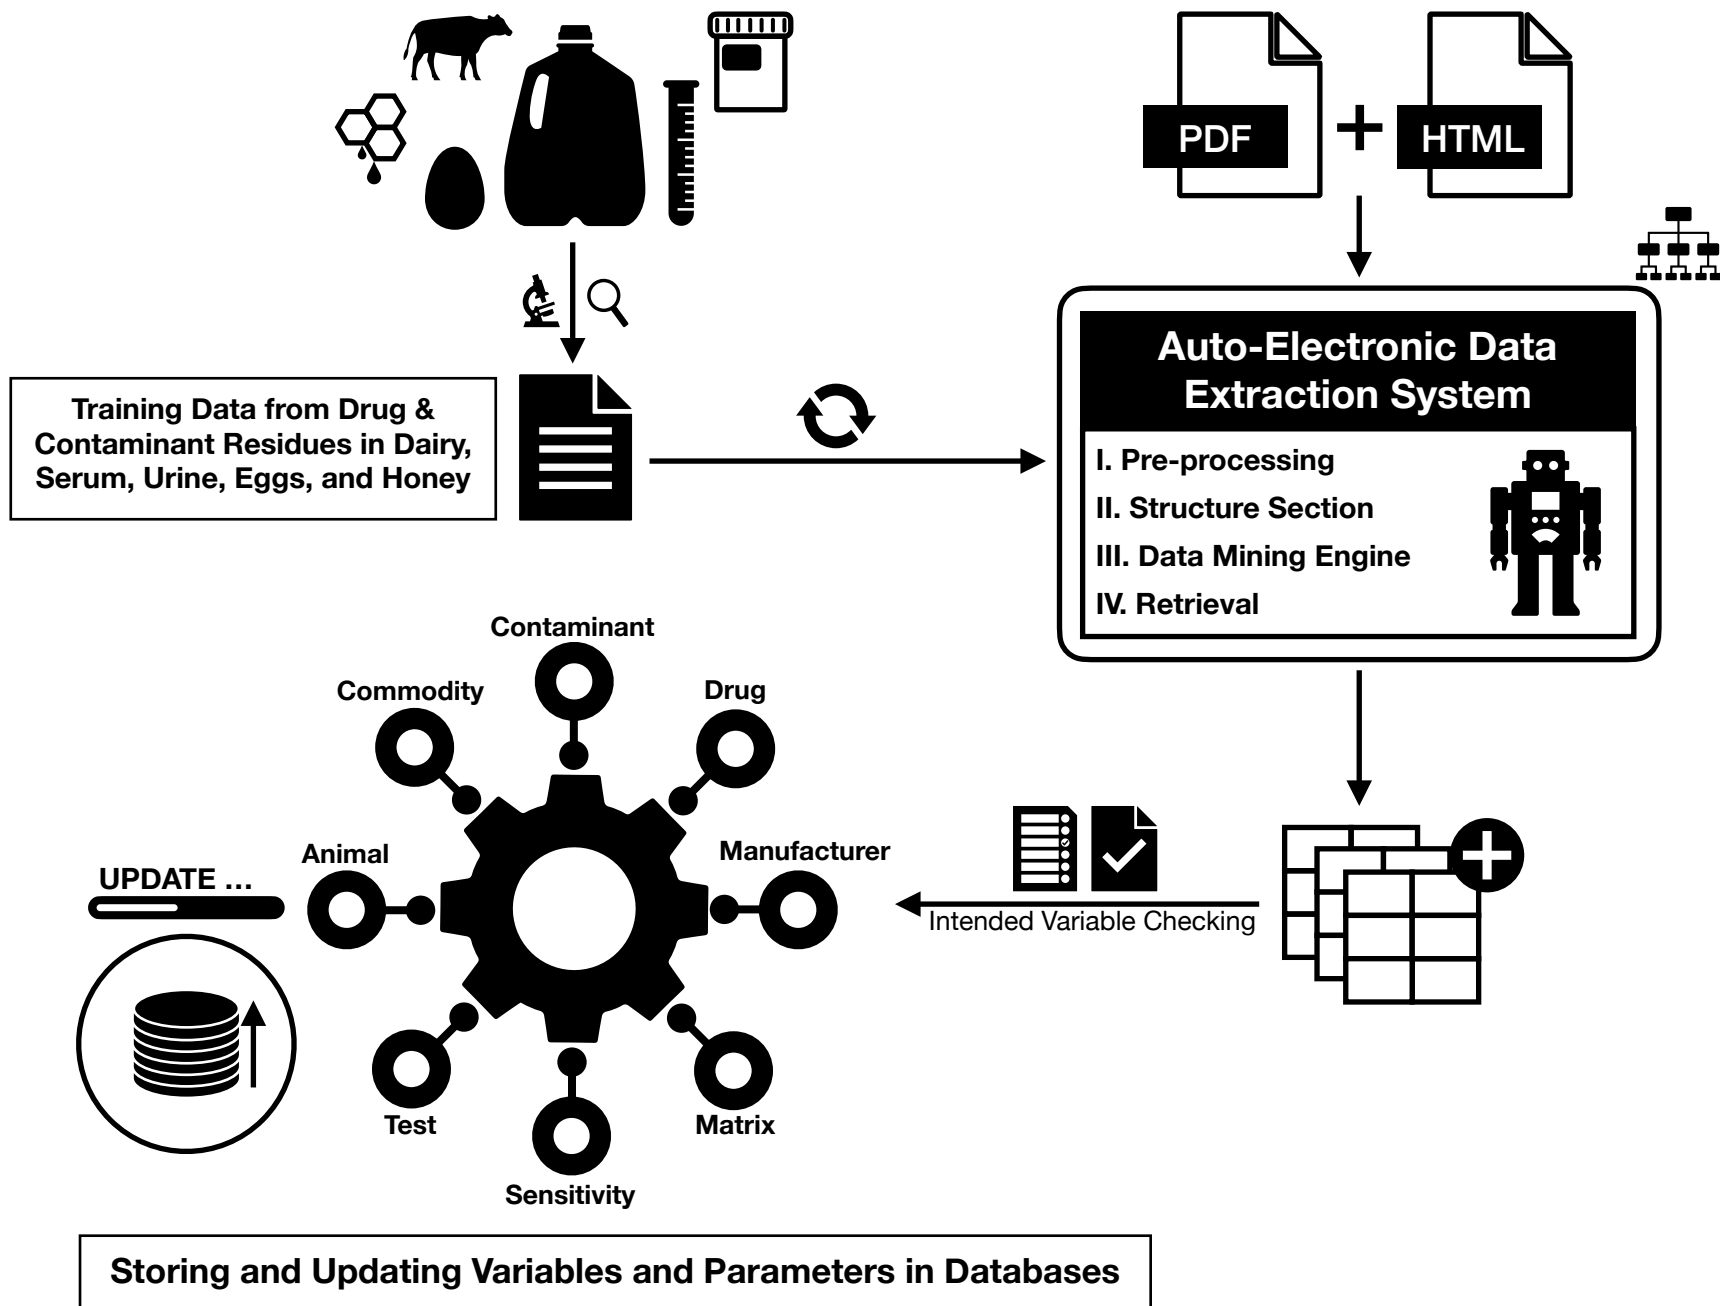 PDF
HTML
Auto-Electronic Data
Extraction System
Training Data from Drug &
Contaminant Residues in Dairy,
Serum, Urine, Eggs, and Honey
I. Pre-processing
II. Structure Section
III. Data Mining Engine
IV. Retrieval
Contaminant
Commodity
Drug
Animal
Manufacturer
UPDATE ...
Intended Variable Checking
Test
Matrix
Sensitivity
Storing and Updating Variables and Parameters in Databases